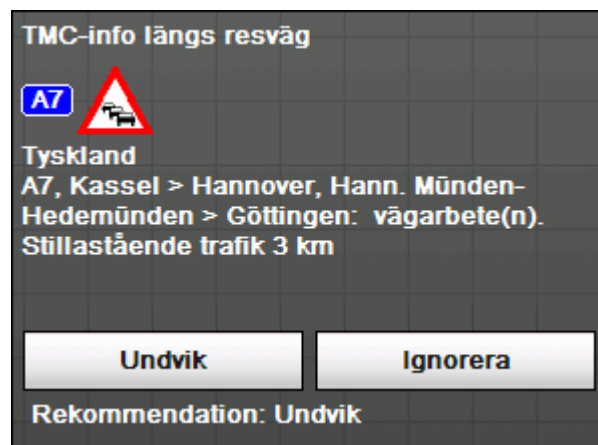 TMC-info längs resväg
A7
Tyskland
A7, Kassel > Hannover, Hann. Münden-
Hedemünden > Göttingen: vägarbete(n).
Stillastående trafik 3 km
Undvik Ignorera
Rekommendation: Undvik